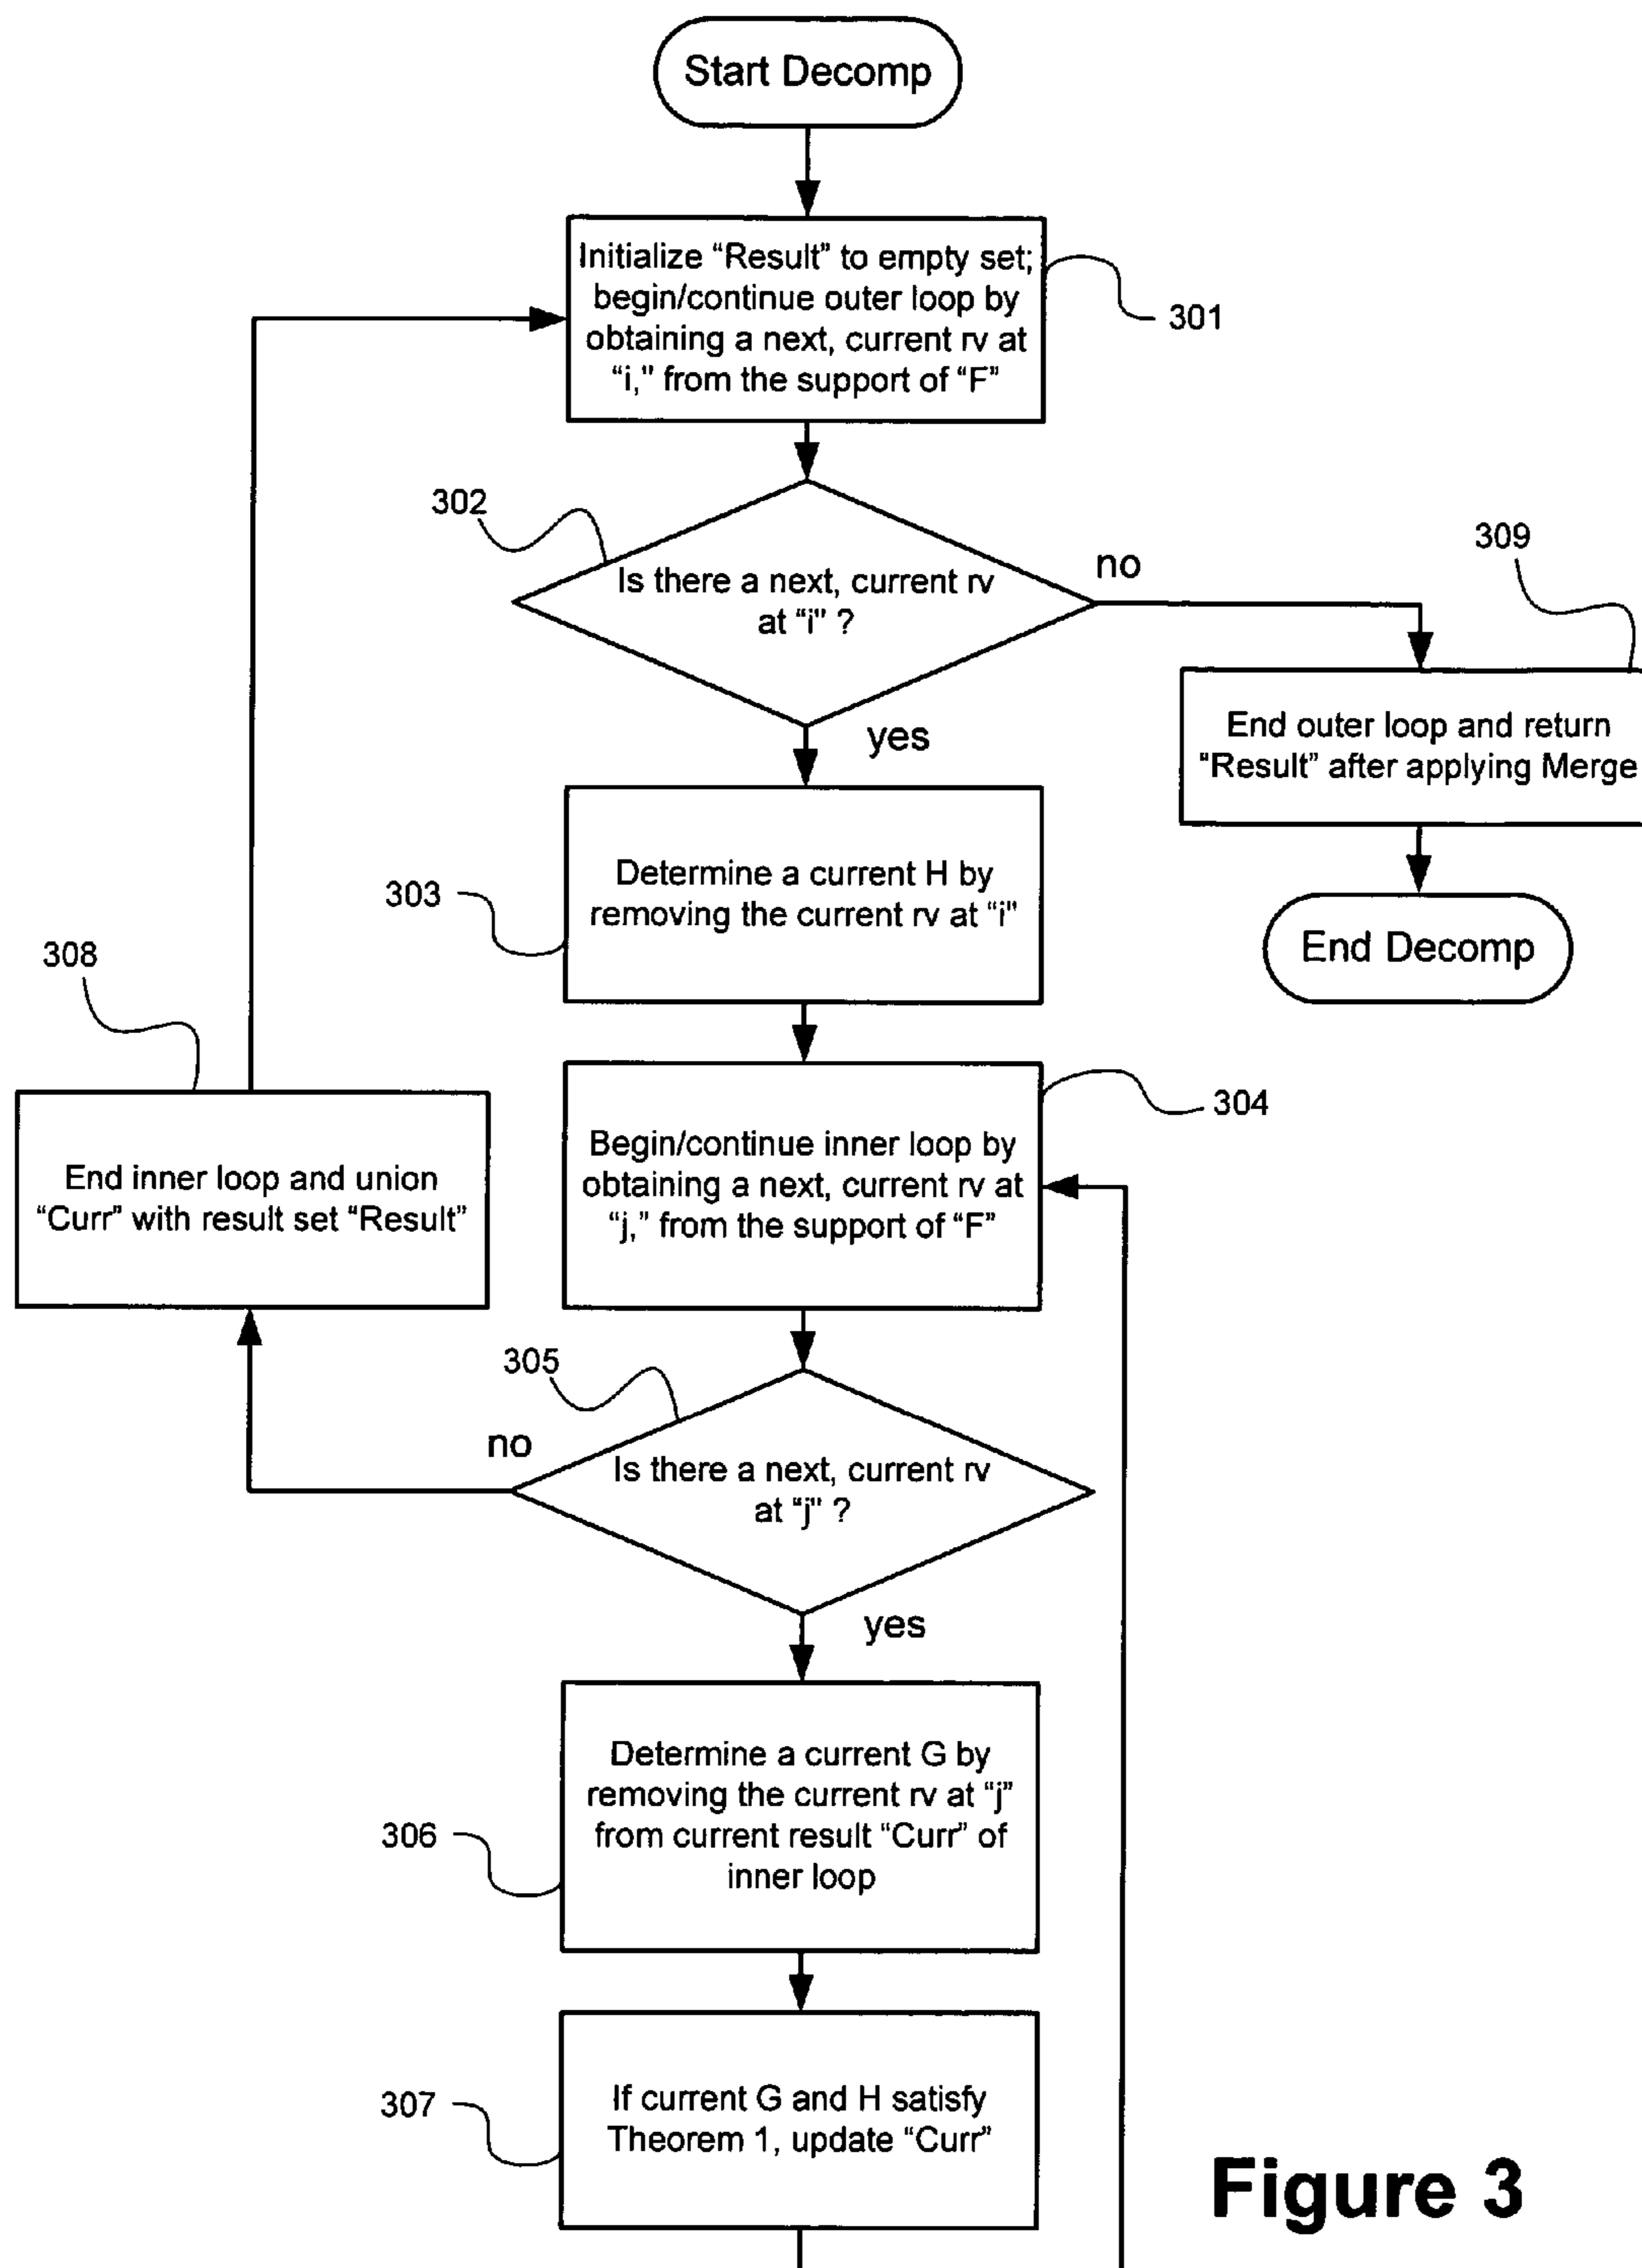 Start Decomp
Initialize “Result” to empty set;
begin/continue outer loop by
obtaining a next, current rv at
“i,” from the support of “F”
301
302
Is there a next, current rv
at “i” ?
no
yes
309
End outer loop and return
“Result” after applying Merge
End Decomp
303
Determine a current H by
removing the current rv at “i”
308
End inner loop and union
“Curr” with result set “Result”
304
Begin/continue inner loop by
obtaining a next, current rv at
“j,” from the support of “F”
305
no
Is there a next, current rv
at “j” ?
yes
306
Determine a current G by
removing the current rv at “j”
from current result “Curr” of
inner loop
307
If current G and H satisfy
Theorem 1, update “Curr”
Figure 3